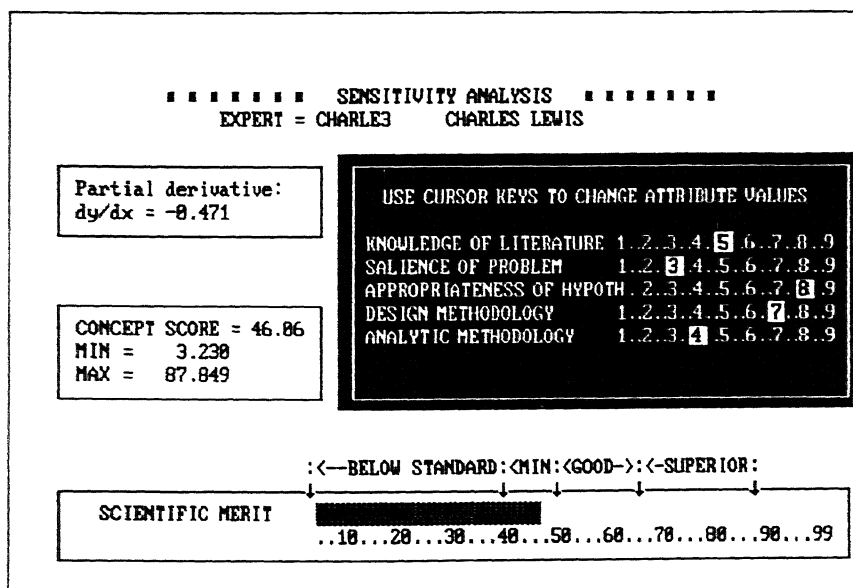 SENSITIVITY ANALYSIS
EXPERT = CHARLE3 CHARLES LEWIS
Partial derivative:
dy/dx = -0.471
USE CURSOR KEYS TO CHANGE ATTRIBUTE VALUES
KNOWLEDGE OF LITERATURE 1..2..3..4.5.6..7..8..9
SALIENCE OF PROBLEM 1..2.3.4..5..6..7..8..9
APPROPRIATENESS OF HYPOTH..2..3..4..5..6..7.8.9
DESIGN METHODOLOGY 1..2..3..4..5..6.7.8..9
ANALYTIC METHODOLOGY 1..2..3.4.5..6..7..8..9
CONCEPT SCORE = 46.06
MIN = 3.230
MAX = 87.849
:<--BELOW STANDARD:<MIN:<GOOD->:<-SUPERIOR:
SCIENTIFIC MERIT
..10...20...30...40...50...60...70...80...90...99